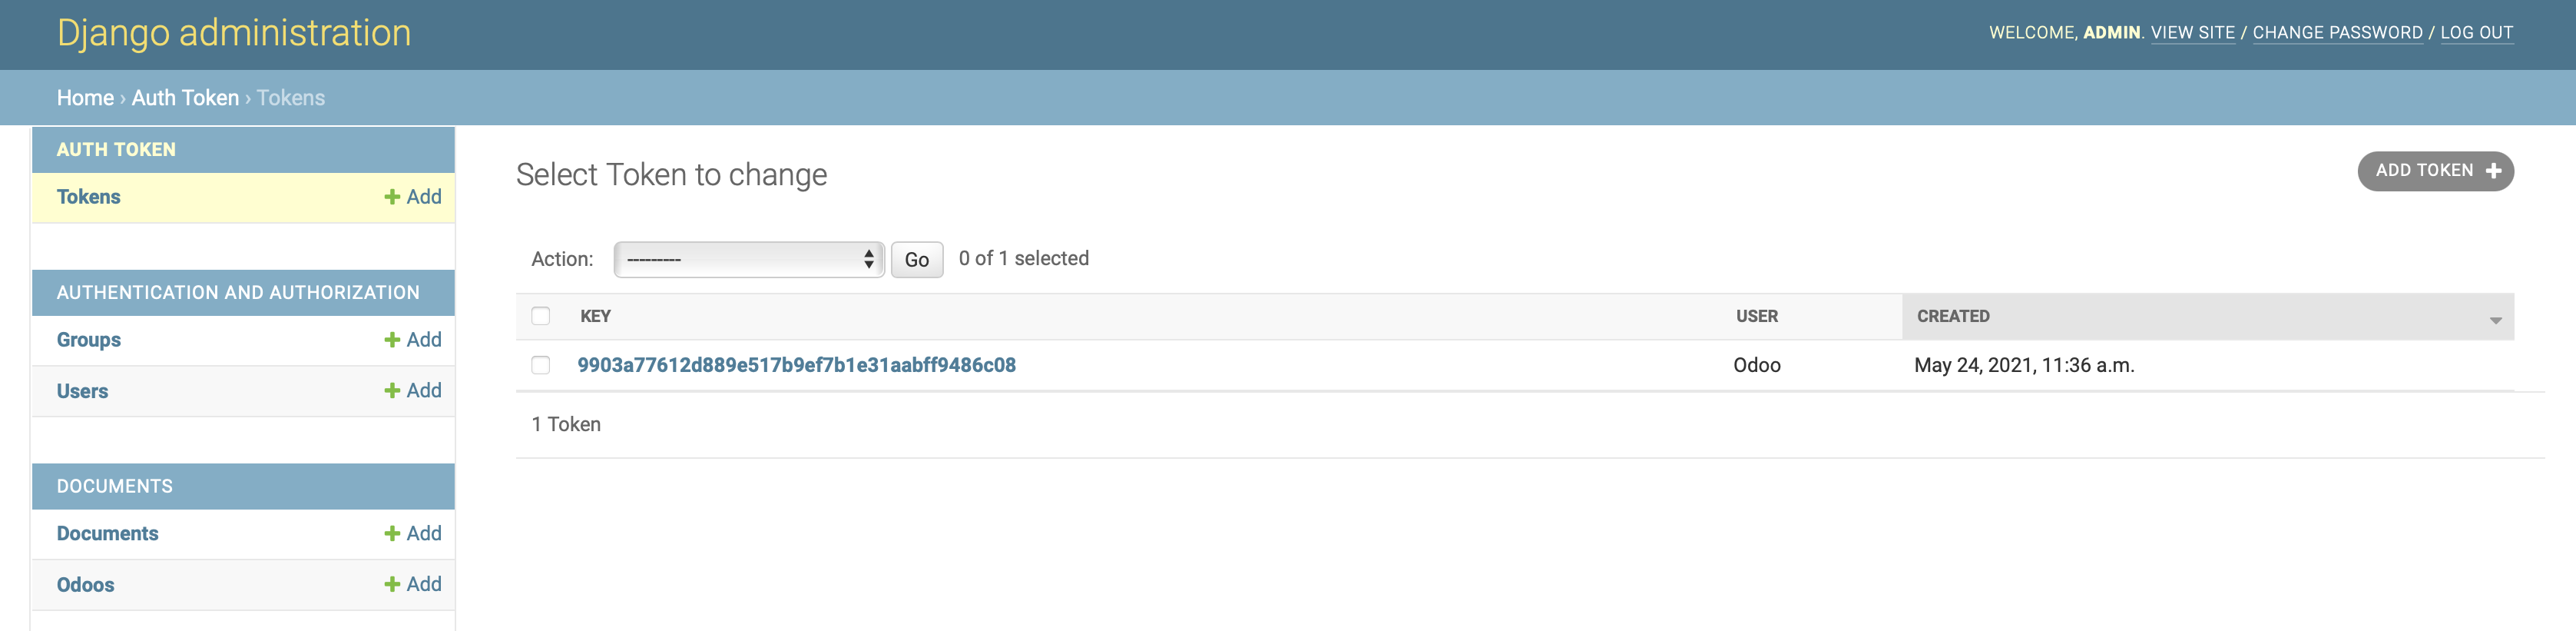 Django administration
WELCOME, ADMIN. VIEW SITE / CHANGE PASSWORD / LOG OUT
Home › Auth Token › Tokens
AUTH TOKEN
Tokens + Add
AUTHENTICATION AND AUTHORIZATION
Groups + Add
Users + Add
DOCUMENTS
Documents + Add
Odoos + Add
Select Token to change
ADD TOKEN +
Action: --------- Go 0 of 1 selected
KEY USER CREATED
9903a77612d889e517b9ef7b1e31aabff9486c08 Odoo May 24, 2021, 11:36 a.m.
1 Token